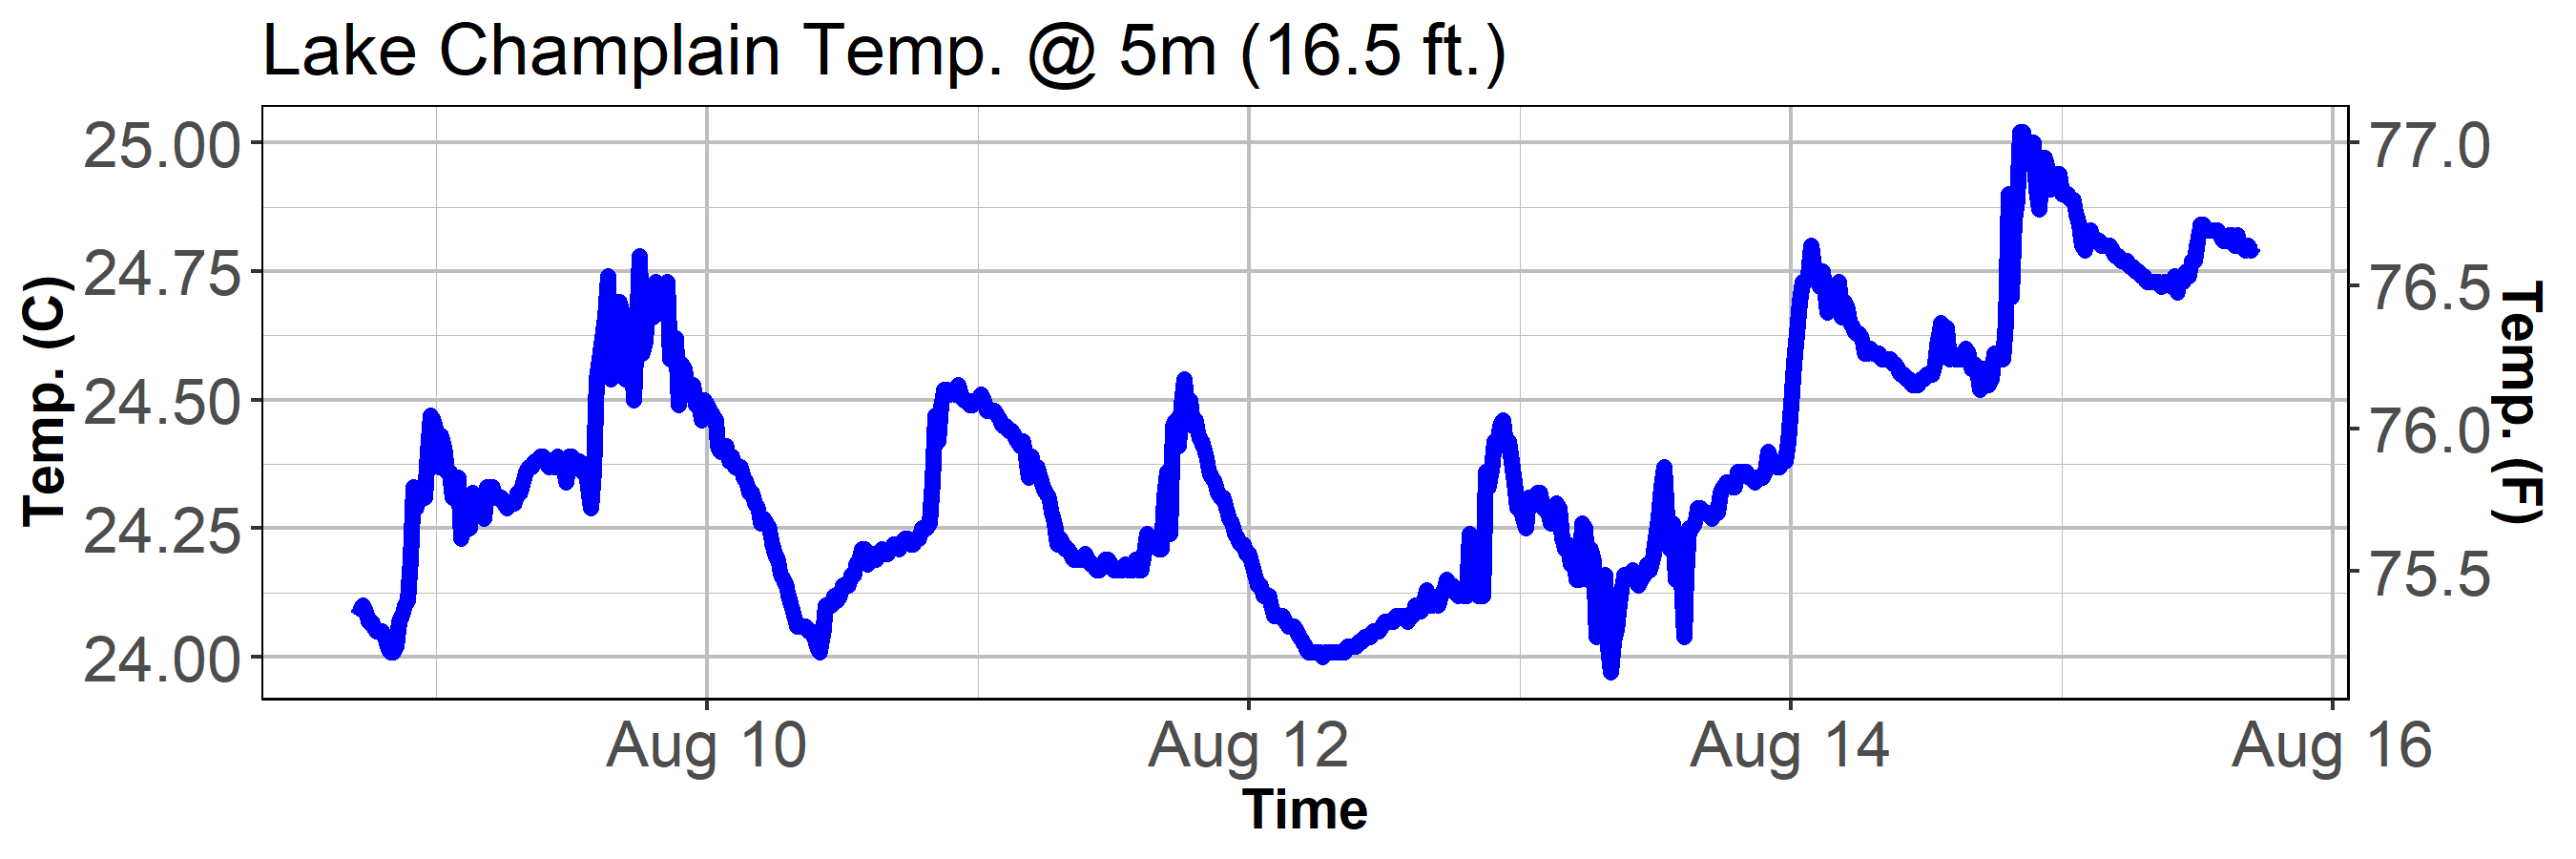 Lake Champlain Temp. @ 5m (16.5 ft.)
Temp. (C)
25.00
24.75
24.50
24.25
24.00
77.0
76.5
76.0
75.5
Temp. (F)
Aug 10 Aug 12 Aug 14 Aug 16
Time